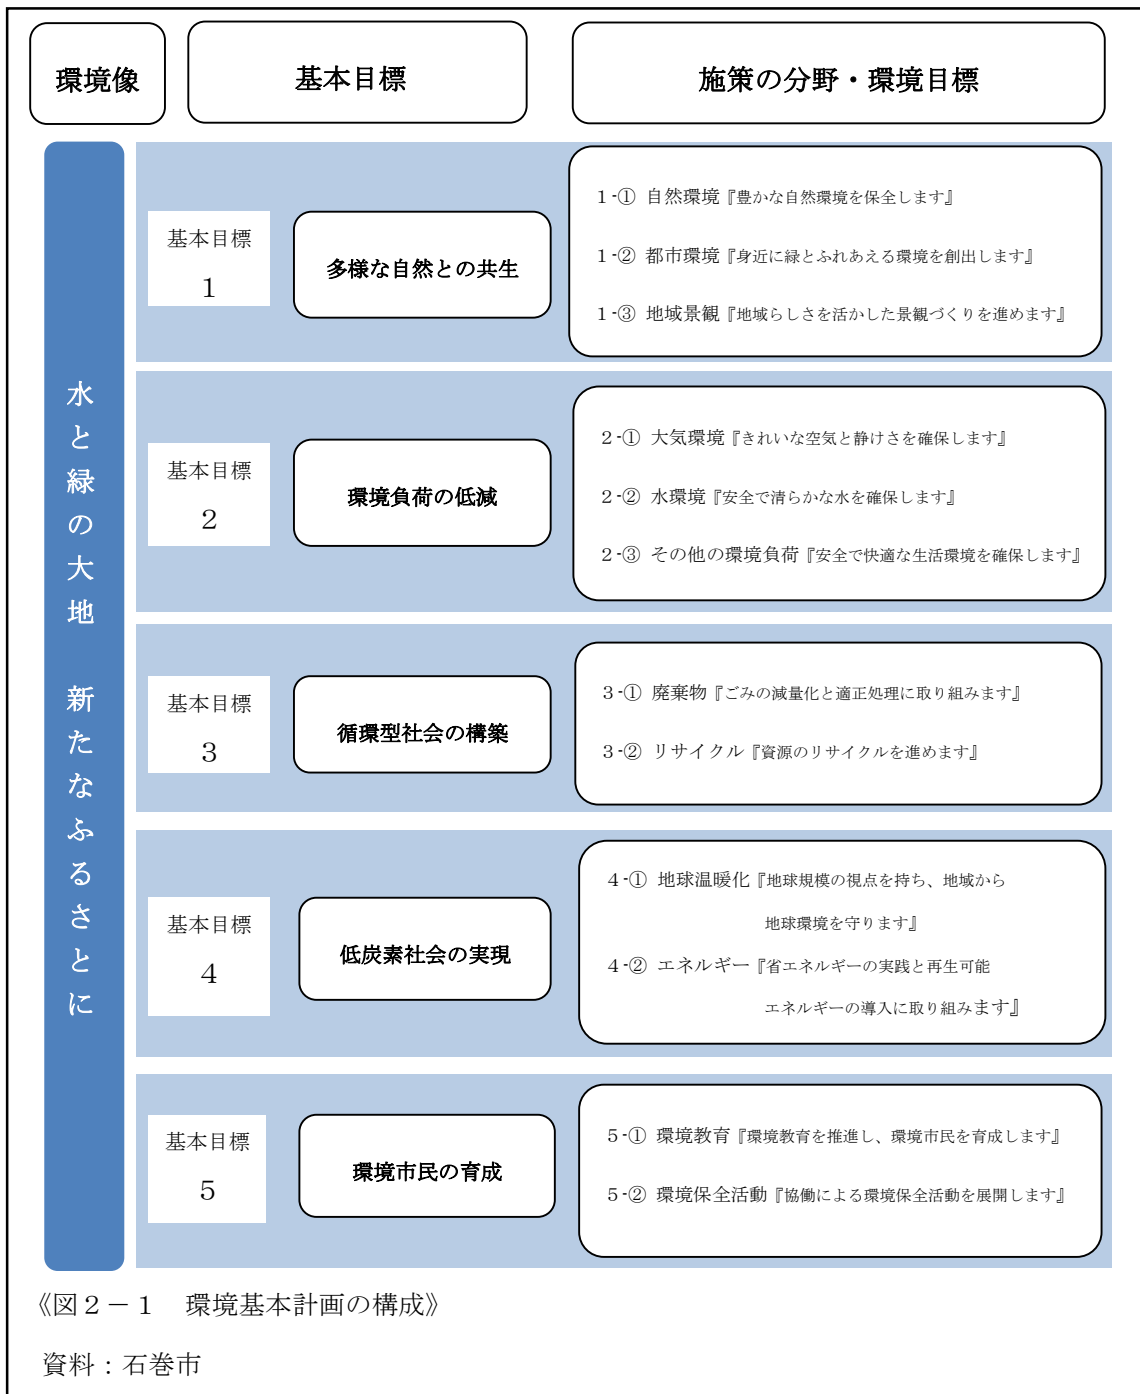 環境像
基本目標
施策の分野・環境目標
水と緑の大地　新たなふるさとに
基本目標
1
多様な自然との共生
1-① 自然環境『豊かな自然環境を保全します』
1-② 都市環境『身近に緑とふれあえる環境を創出します』
1-③ 地域景観『地域らしさを活かした景観づくりを進めます』
基本目標
2
環境負荷の低減
2-① 大気環境『きれいな空気と静けさを確保します』
2-② 水環境『安全で清らかな水を確保します』
2-③ その他の環境負荷『安全で快適な生活環境を確保します』
基本目標
3
循環型社会の構築
3-① 廃棄物『ごみの減量化と適正処理に取り組みます』
3-② リサイクル『資源のリサイクルを進めます』
基本目標
4
低炭素社会の実現
4-① 地球温暖化『地球規模の視点を持ち、地域から
地球環境を守ります』
4-② エネルギー『省エネルギーの実践と再生可能
エネルギーの導入に取り組みます』
基本目標
5
環境市民の育成
5-① 環境教育『環境教育を推進し、環境市民を育成します』
5-② 環境保全活動『協働による環境保全活動を展開します』
《図２－１　環境基本計画の構成》
資料：石巻市